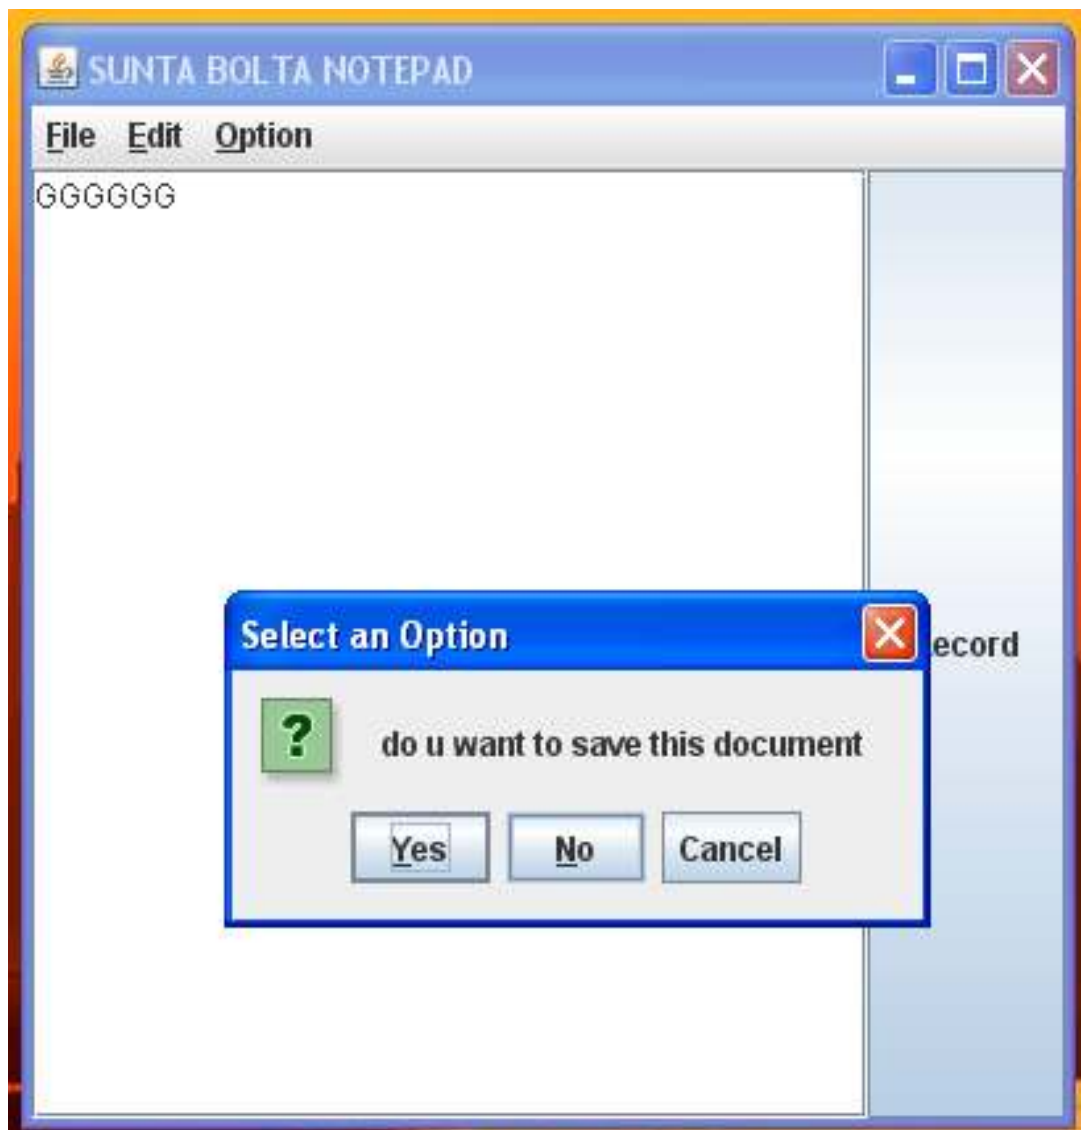 SUNTA BOLTA NOTEPAD
File Edit Option
GGGGGG
Select an Option
ecord
do u want to save this document
Yes No Cancel